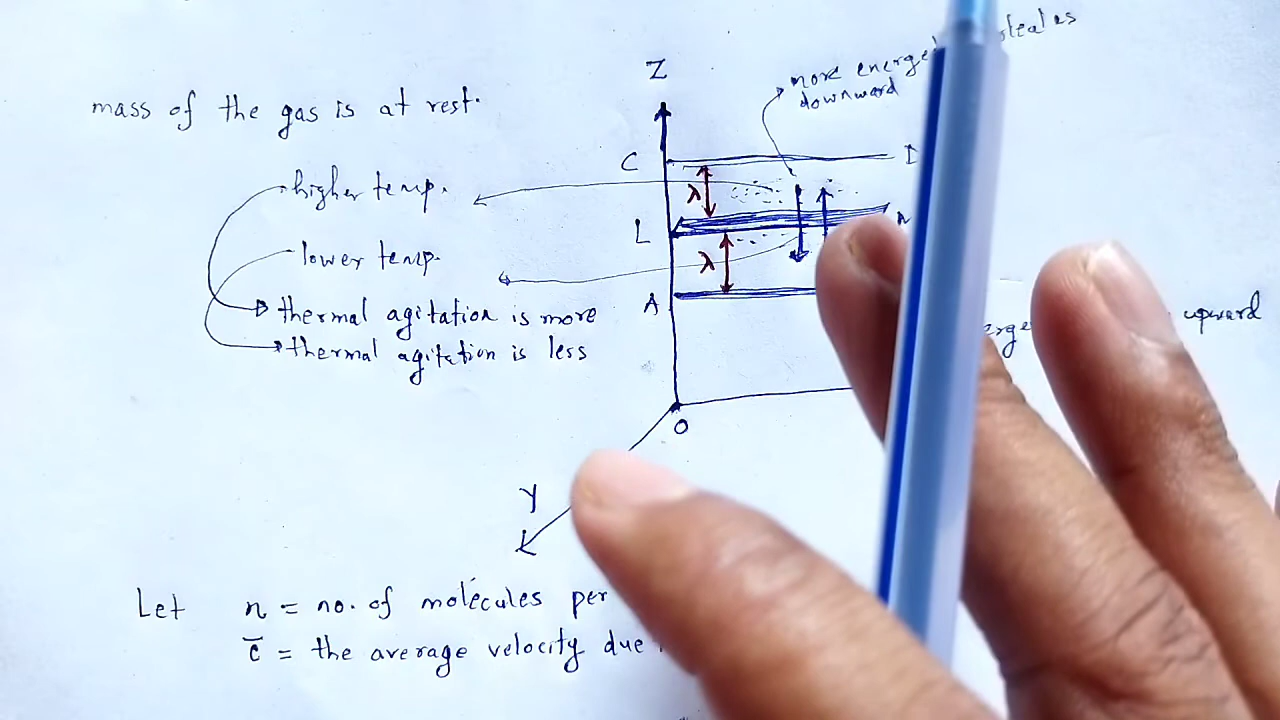 Z
more
downward
mass of the gas is at rest.
C
higher temp.
λ
L
lower temp.
λ
A
thermal agitation is more
upward
thermal agitation is less
O
Y
Let n = no. of molecules per
c̄ = the average velocity due